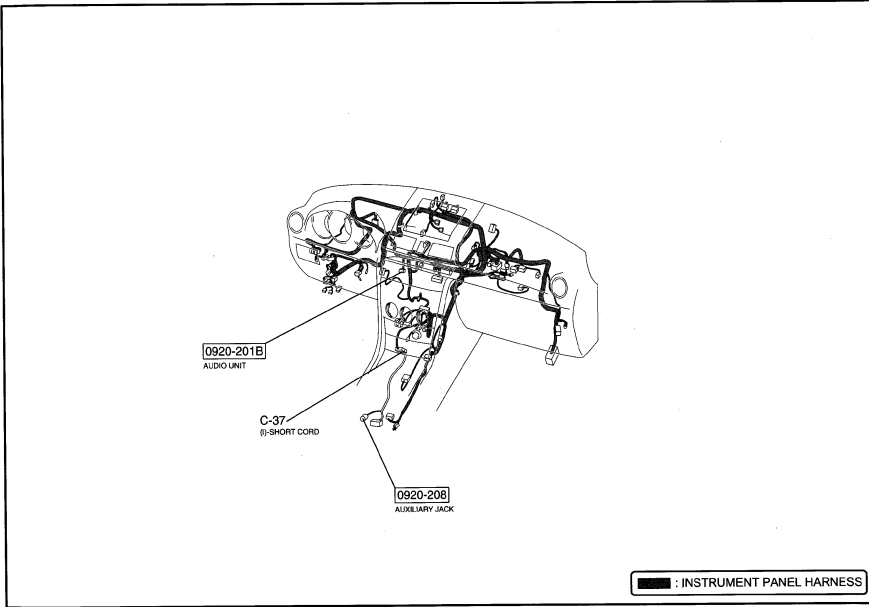 0920-201B
AUDIO UNIT
C-37
(I)-SHORT CORD
0920-208
AUXILIARY JACK
: INSTRUMENT PANEL HARNESS